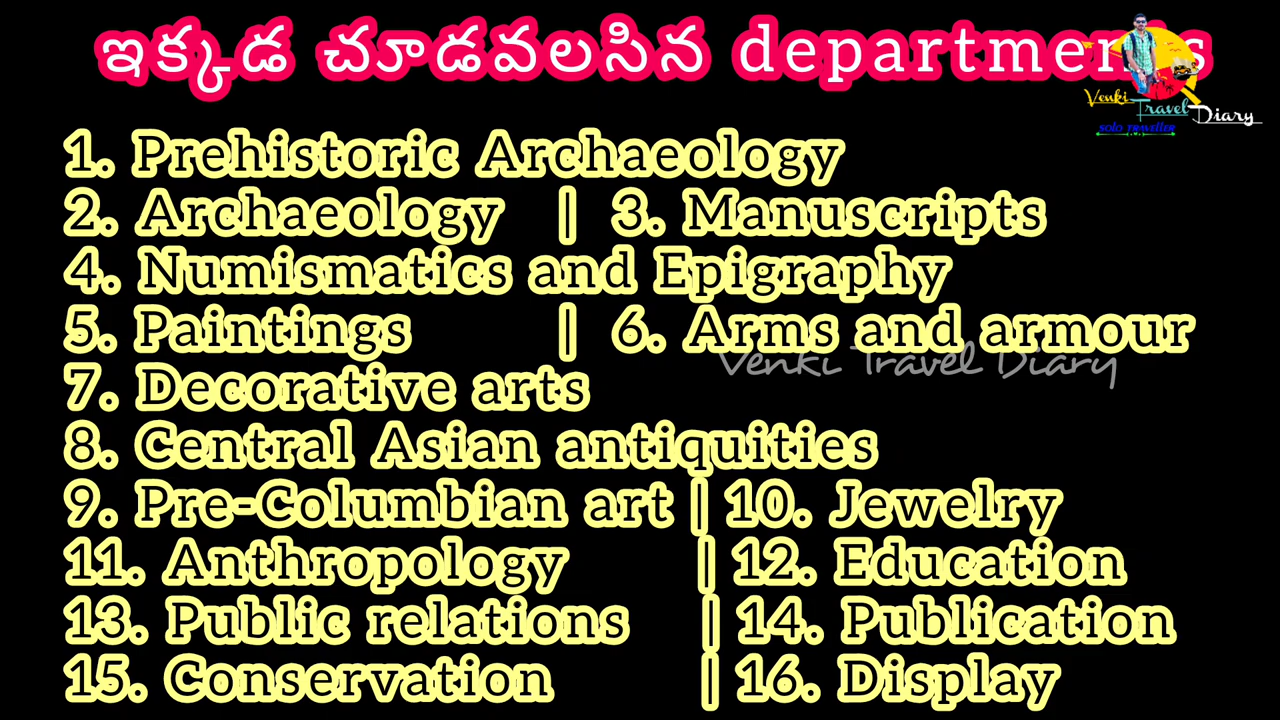 ఇక్కడ చూడవలసిన departments
Venki Travel Diary
SOLO TRAVELLER
1. Prehistoric Archaeology
2. Archaeology | 3. Manuscripts
4. Numismatics and Epigraphy
5. Paintings | 6. Arms and armour
Venki Travel Diary
7. Decorative arts
8. Central Asian antiquities
9. Pre-Columbian art | 10. Jewelry
11. Anthropology | 12. Education
13. Public relations | 14. Publication
15. Conservation | 16. Display